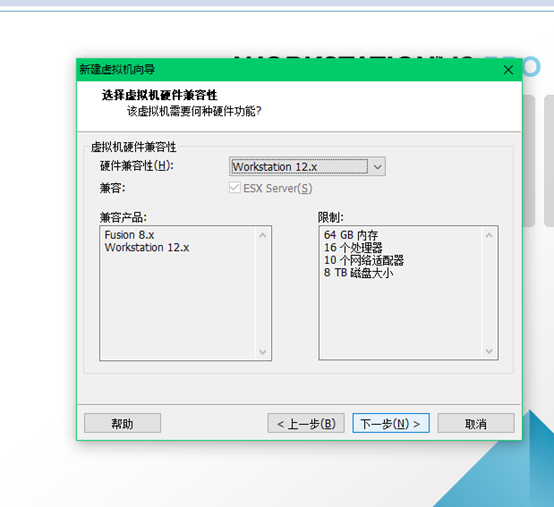 PRO
新建虚拟机向导
选择虚拟机硬件兼容性
该虚拟机需要何种硬件功能?
虚拟机硬件兼容性
硬件兼容性(H): Workstation 12.x
兼容: ESX Server(S)
兼容产品: 限制:
Fusion 8.x
Workstation 12.x
64 GB 内存
16 个处理器
10 个网络适配器
8 TB 磁盘大小
帮助 < 上一步(B) 下一步(N) > 取消